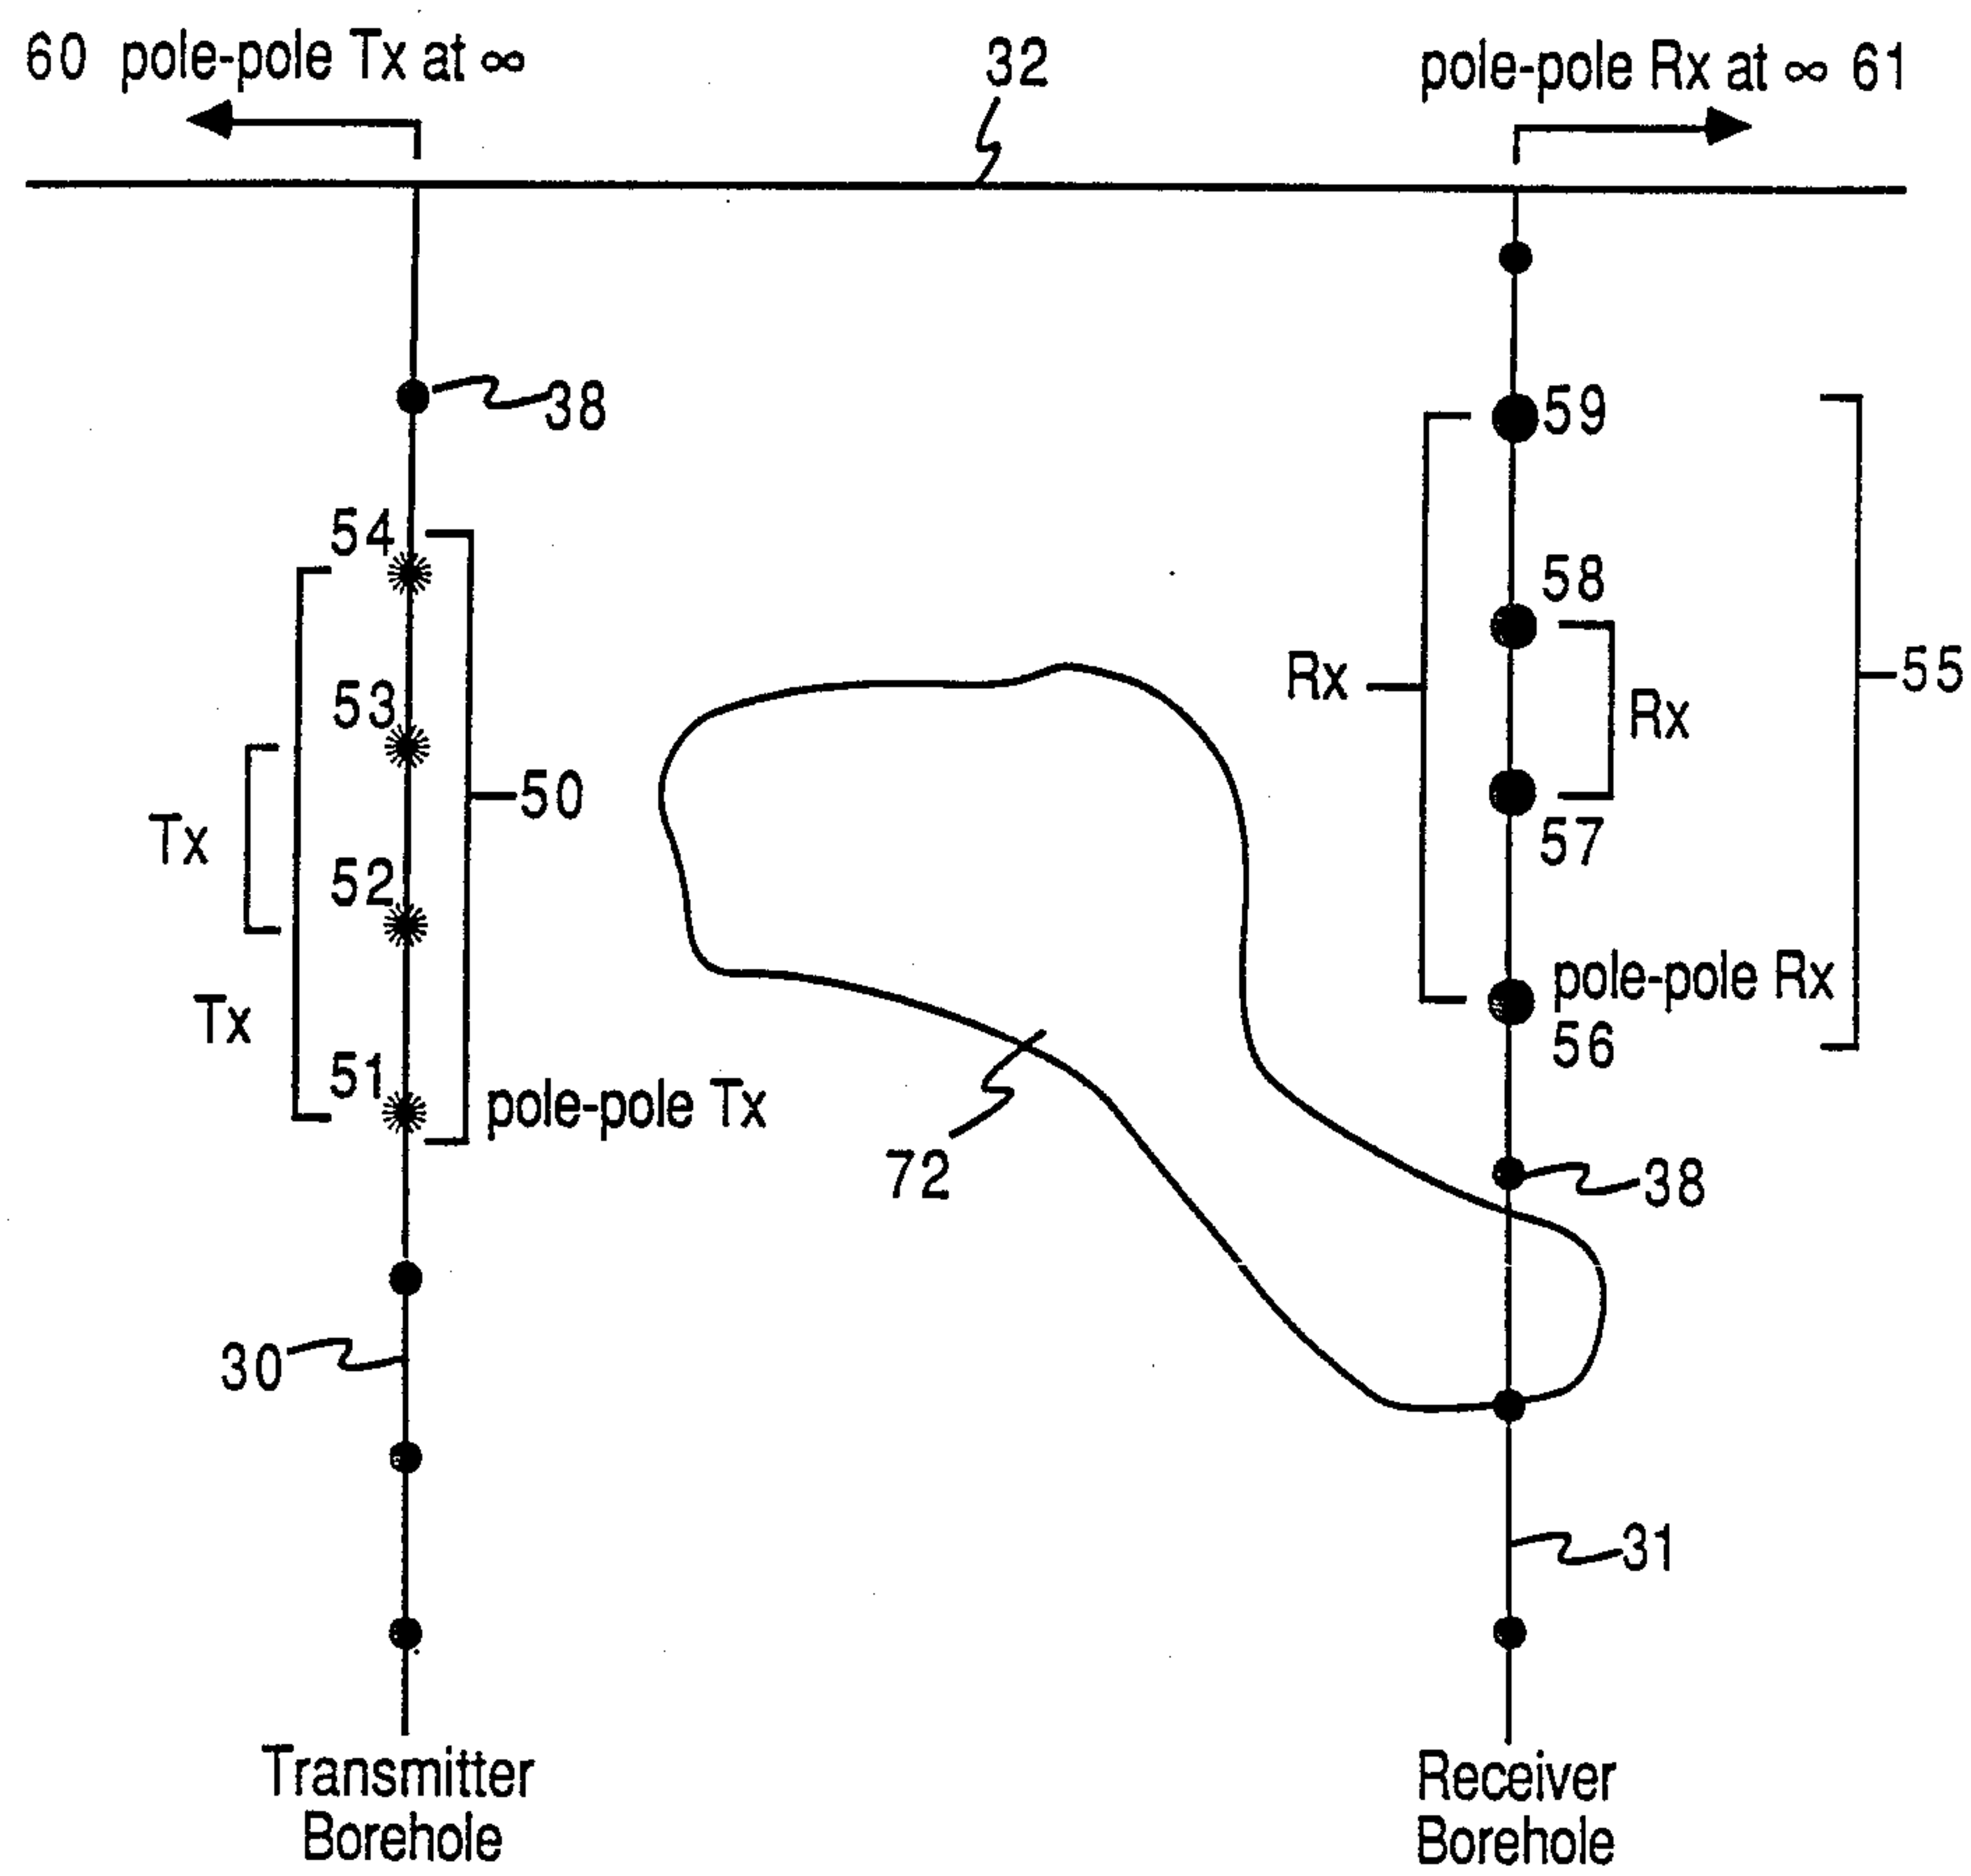 60 pole-pole Tx at ∞
32
pole-pole Rx at ∞ 61
38
59
54
58
53
Rx
55
Rx
50
Tx
57
52
pole-pole Rx
Tx
56
51
pole-pole Tx
72
38
30
31
Transmitter
Borehole
Receiver
Borehole